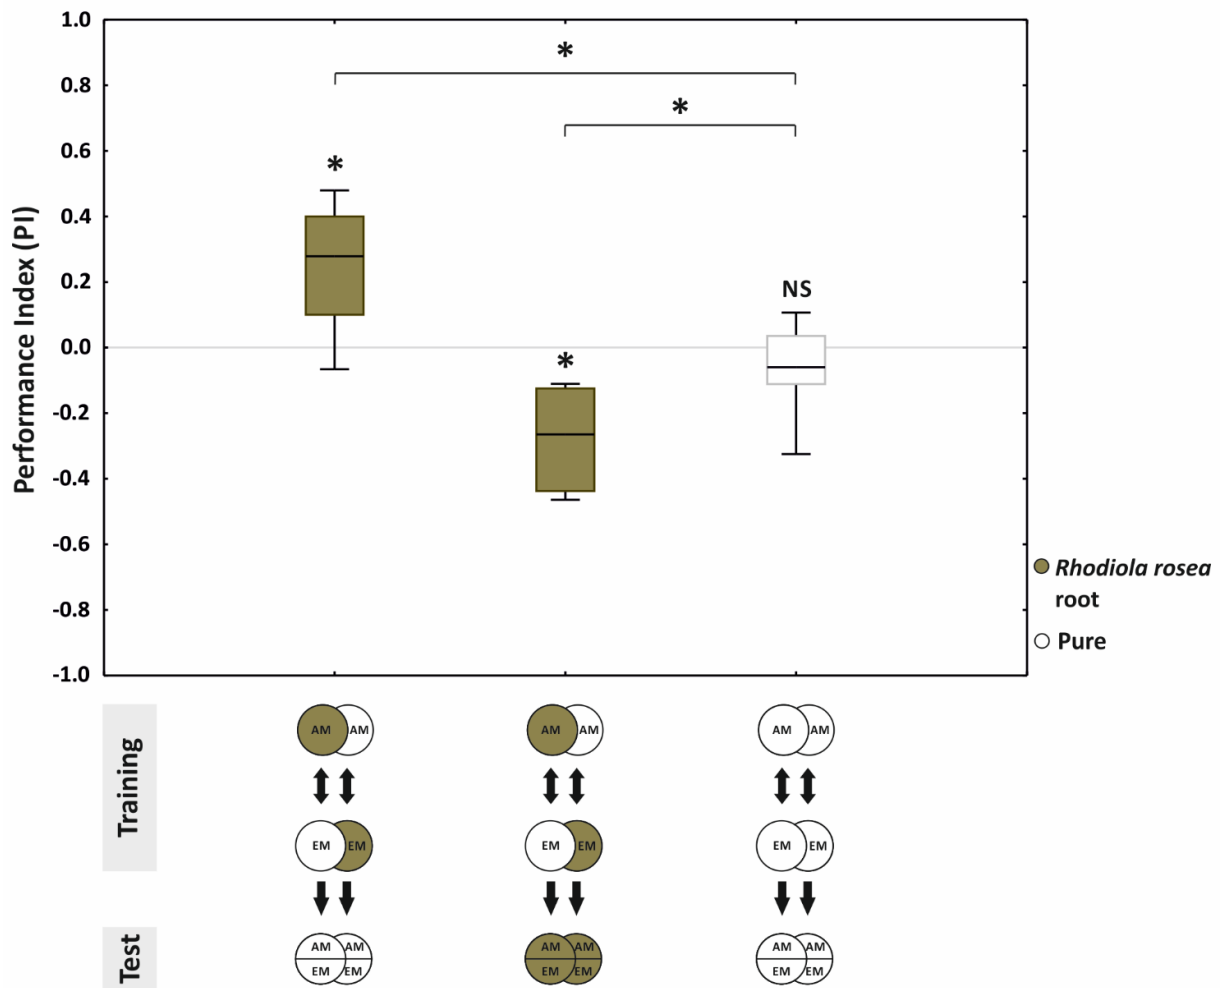 Performance Index (PI)
1.0
0.8
0.6
0.4
0.2
0.0
-0.2
-0.4
-0.6
-0.8
-1.0
*
*
*
*
NS
Rhodiola rosea
root
Pure
Training
AM AM AM AM AM AM
EM EM EM EM EM EM
Test
AM AM AM AM AM AM
EM EM EM EM EM EM